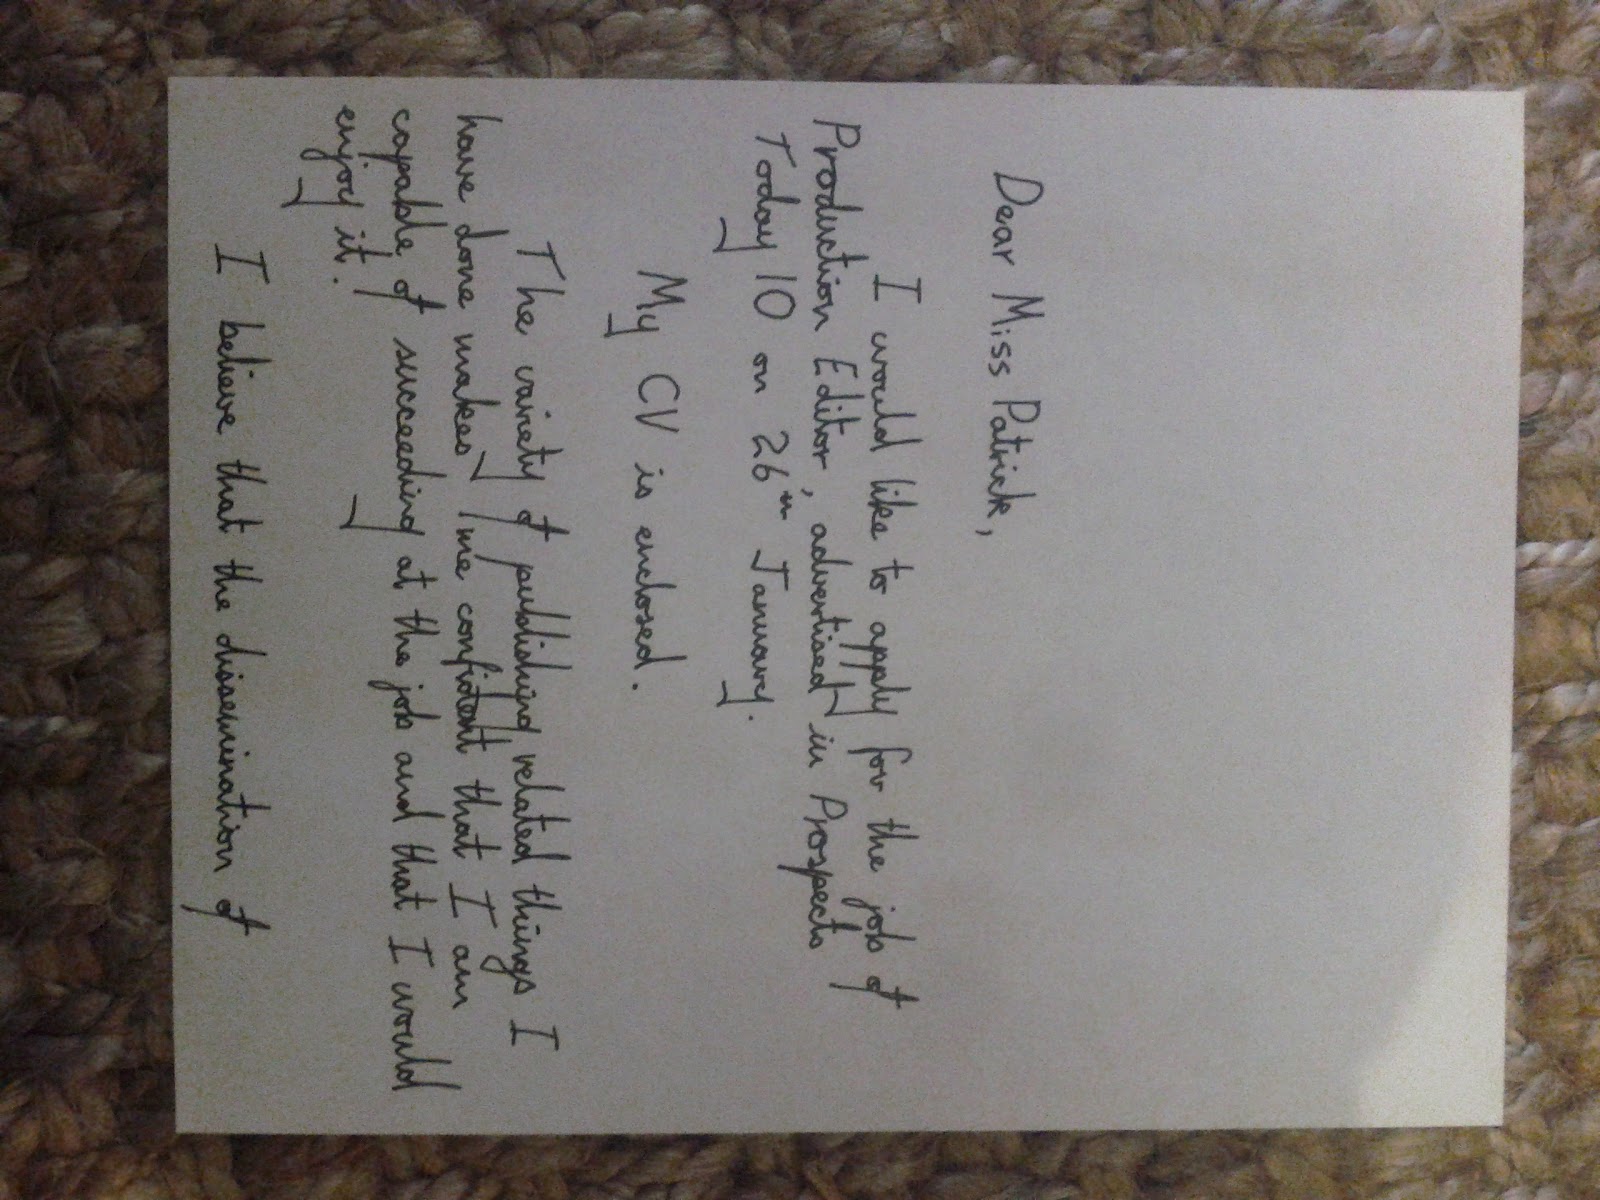 Dear Miss Patrick,
I would like to apply for the job of
Production Editor, advertised in Prospects
Today 10 on 26th January.
My CV is enclosed.
The variety of publishing related things I
have done makes me confident that I am
capable of succeeding at the job and that I would
enjoy it.
I believe that the dissemination of